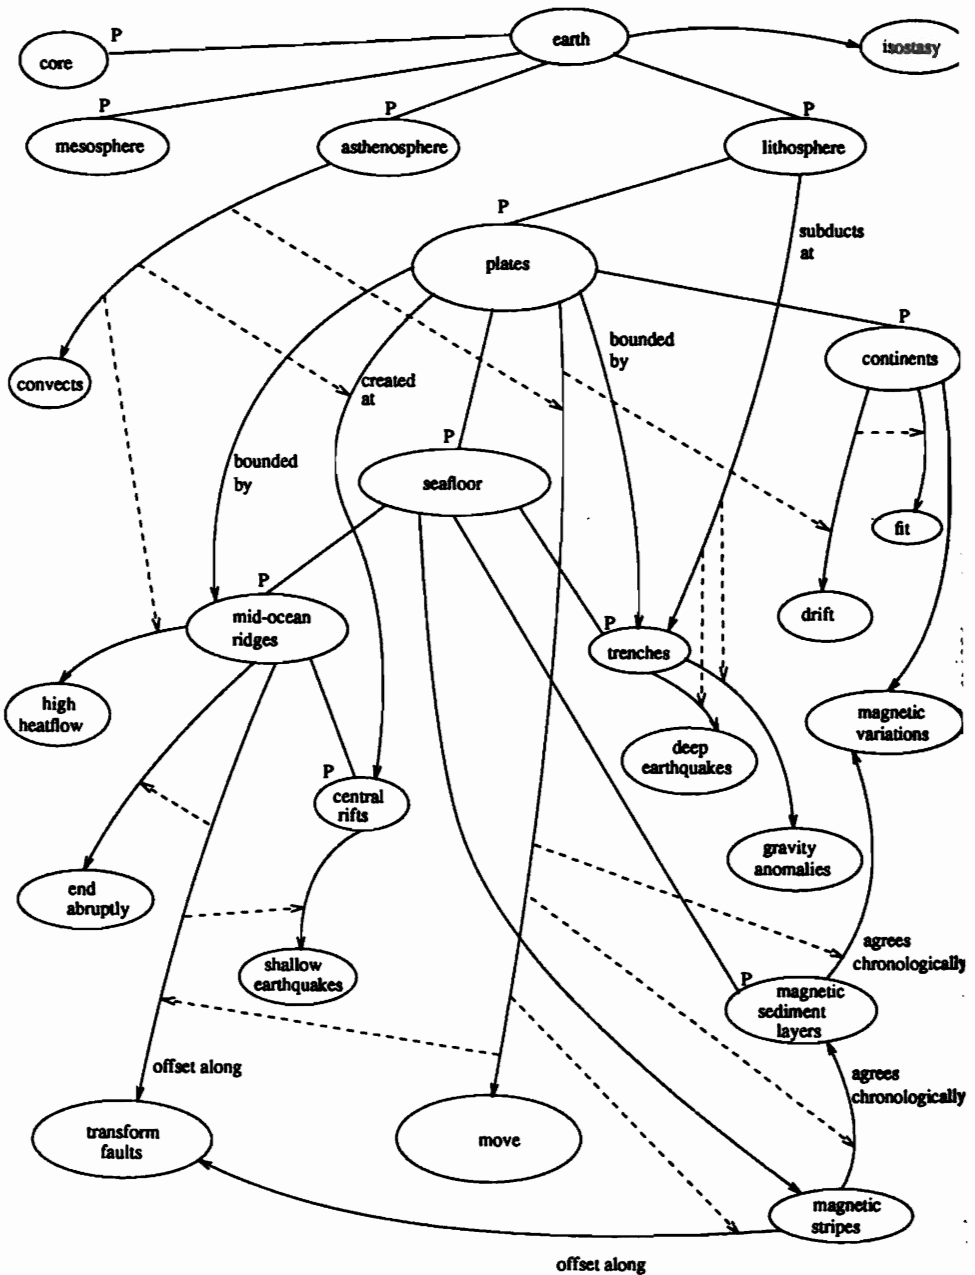 P
earth
isostasy
core
P
P
P
mesosphere
asthenosphere
lithosphere
P
subducts
at
plates
P
bounded
by
continents
convects
created
at
P
bounded
by
seafloor
fit
P
mid-ocean
ridges
P
trenches
drift
high
heatflow
magnetic
variations
deep
earthquakes
P
central
rifts
gravity
anomalies
end
abruptly
agrees
chronologically
shallow
earthquakes
P
magnetic
sediment
layers
offset along
agrees
chronologically
transform
faults
move
magnetic
stripes
offset along